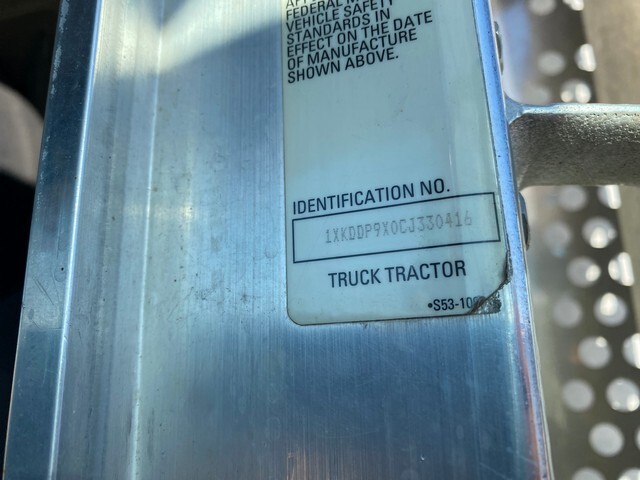 FEDERAL
VEHICLE SAFETY
STANDARDS IN
EFFECT ON THE DATE
OF MANUFACTURE
SHOWN ABOVE.
IDENTIFICATION NO.
1XKDDP9X0CJ330416
TRUCK TRACTOR